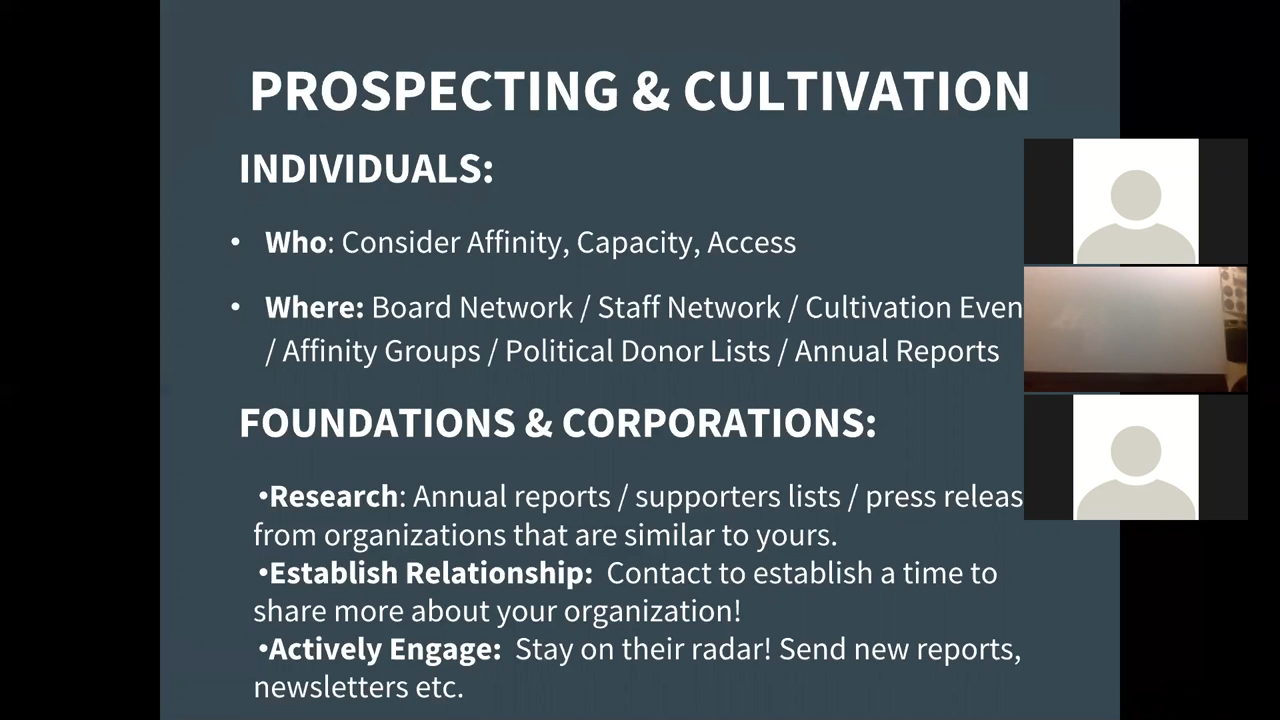 PROSPECTING & CULTIVATION
INDIVIDUALS:
• Who: Consider Affinity, Capacity, Access
• Where: Board Network / Staff Network / Cultivation Even
/ Affinity Groups / Political Donor Lists / Annual Reports
FOUNDATIONS & CORPORATIONS:
•Research: Annual reports / supporters lists / press releas
from organizations that are similar to yours.
•Establish Relationship: Contact to establish a time to
share more about your organization!
•Actively Engage: Stay on their radar! Send new reports,
newsletters etc.